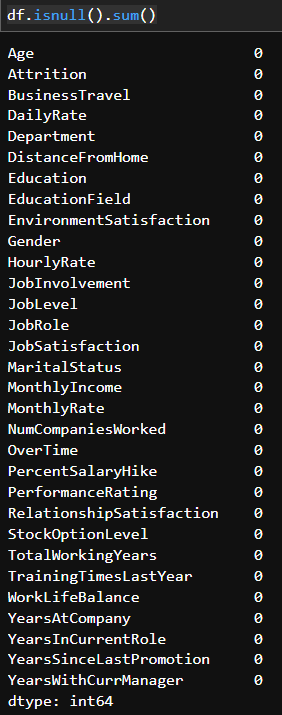 df.isnull().sum()
Age 0
Attrition 0
BusinessTravel 0
DailyRate 0
Department 0
DistanceFromHome 0
Education 0
EducationField 0
EnvironmentSatisfaction 0
Gender 0
HourlyRate 0
JobInvolvement 0
JobLevel 0
JobRole 0
JobSatisfaction 0
MaritalStatus 0
MonthlyIncome 0
MonthlyRate 0
NumCompaniesWorked 0
OverTime 0
PercentSalaryHike 0
PerformanceRating 0
RelationshipSatisfaction 0
StockOptionLevel 0
TotalWorkingYears 0
TrainingTimesLastYear 0
WorkLifeBalance 0
YearsAtCompany 0
YearsInCurrentRole 0
YearsSinceLastPromotion 0
YearsWithCurrManager 0
dtype: int64